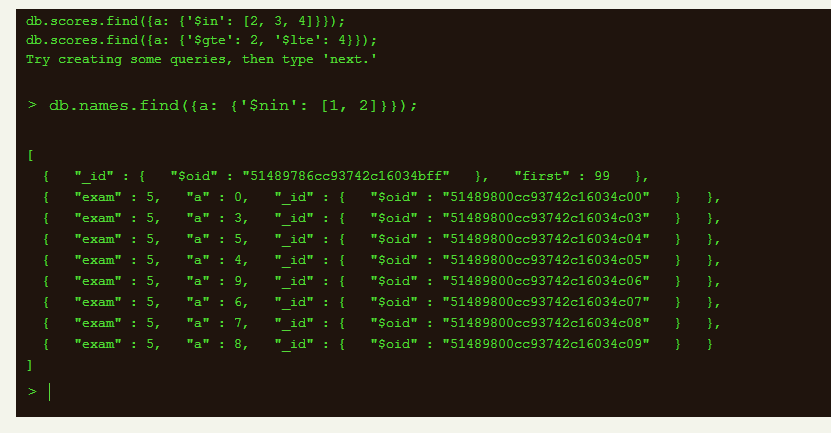 db.scores.find({a: {'$in': [2, 3, 4]}});
db.scores.find({a: {'$gte': 2, '$lte': 4}});
Try creating some queries, then type 'next.'
> db.names.find({a: {'$nin': [1, 2]}});
[
{ "_id" : { "$oid" : "51489786cc93742c16034bff" }, "first" : 99 },
{ "exam" : 5, "a" : 0, "_id" : { "$oid" : "51489800cc93742c16034c00" } },
{ "exam" : 5, "a" : 3, "_id" : { "$oid" : "51489800cc93742c16034c03" } },
{ "exam" : 5, "a" : 5, "_id" : { "$oid" : "51489800cc93742c16034c04" } },
{ "exam" : 5, "a" : 4, "_id" : { "$oid" : "51489800cc93742c16034c05" } },
{ "exam" : 5, "a" : 9, "_id" : { "$oid" : "51489800cc93742c16034c06" } },
{ "exam" : 5, "a" : 6, "_id" : { "$oid" : "51489800cc93742c16034c07" } },
{ "exam" : 5, "a" : 7, "_id" : { "$oid" : "51489800cc93742c16034c08" } },
{ "exam" : 5, "a" : 8, "_id" : { "$oid" : "51489800cc93742c16034c09" } }
]
>